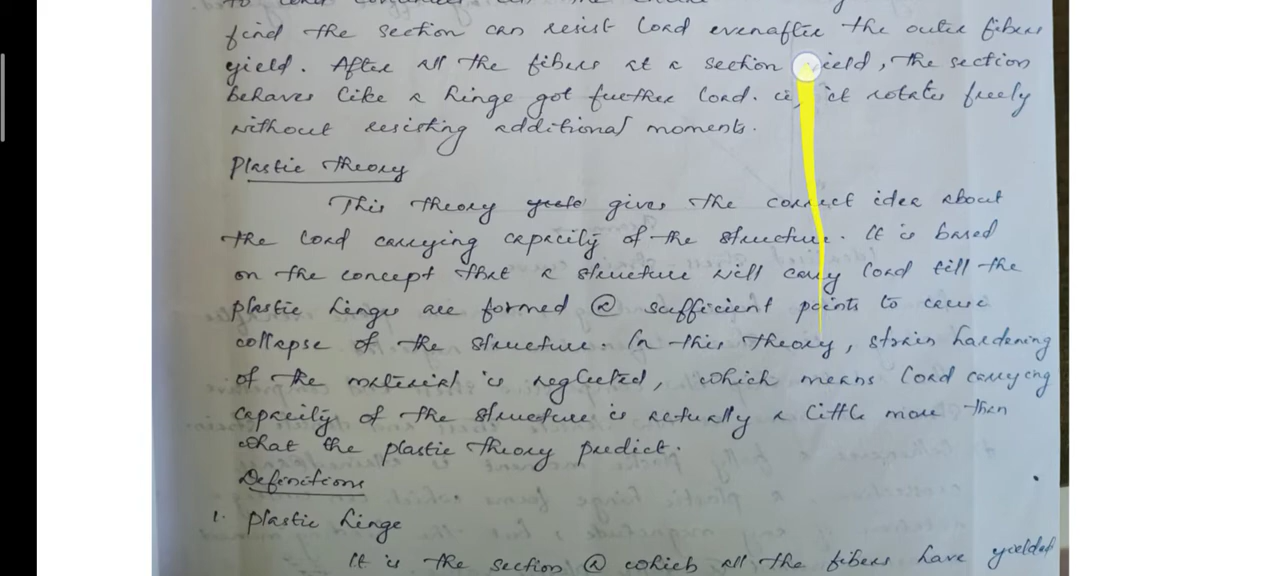 find the section can resist load evenafter the outer fibers
yield. After all the fibers at a section yield, the section
behaves like a hinge got further load. ie, it rotates freely
without resisting additional moments.
Plastic theory
This theory gives the correct idea about
the load carrying capacity of the structure. It is based
on the concept that a structure will carry load till the
plastic hinges are formed @ sufficient points to cause
collapse of the structure. In this theory, strain hardening
of the material is neglected, which means load carrying
capacity of the structure is actually a little more then
what the plastic theory predict.
Definitions
1. plastic hinge
It is the section @ which all the fibers have yielded